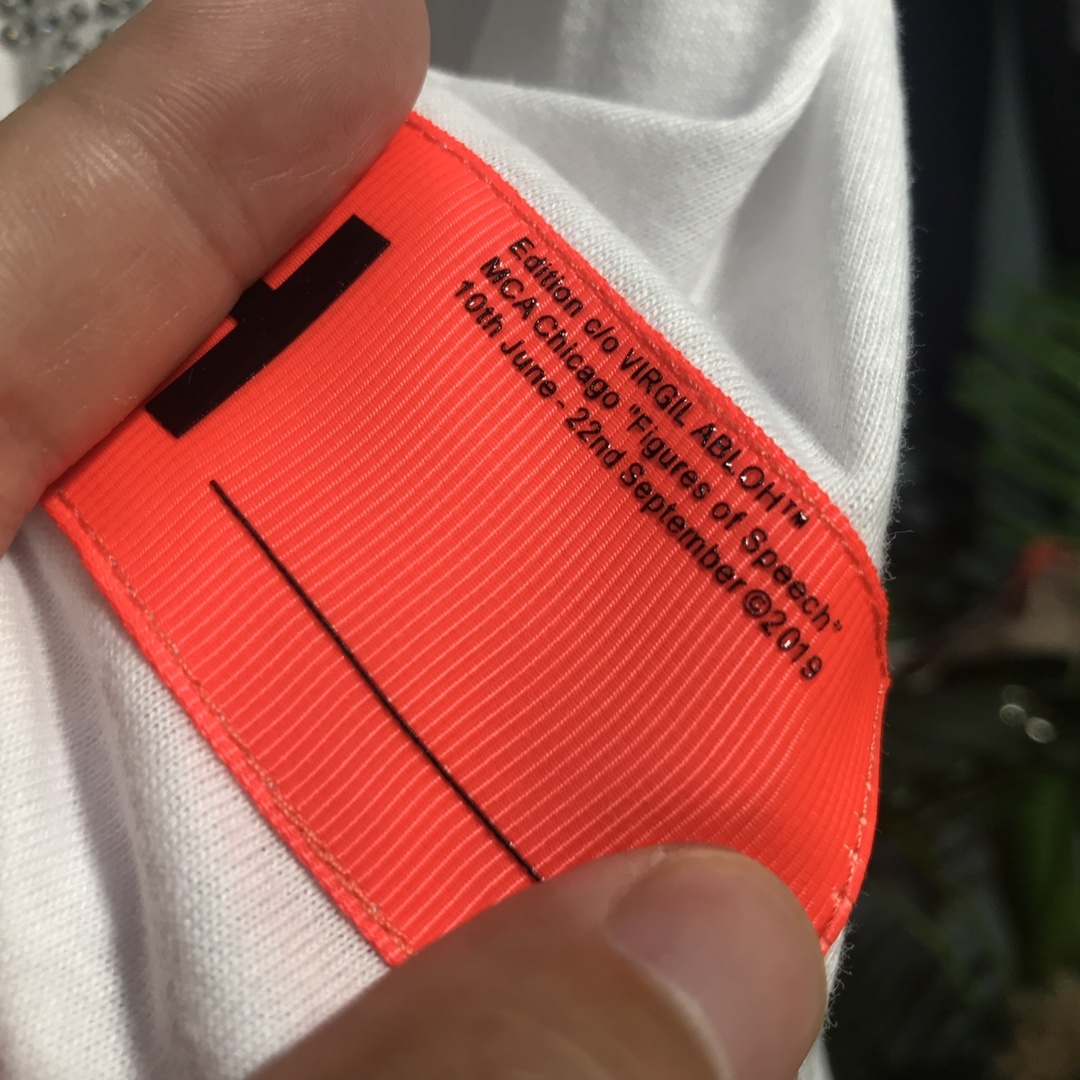 Edition c/o VIRGIL ABLOH™
MCA Chicago "Figures of Speech"
10th June - 22nd September ©2019